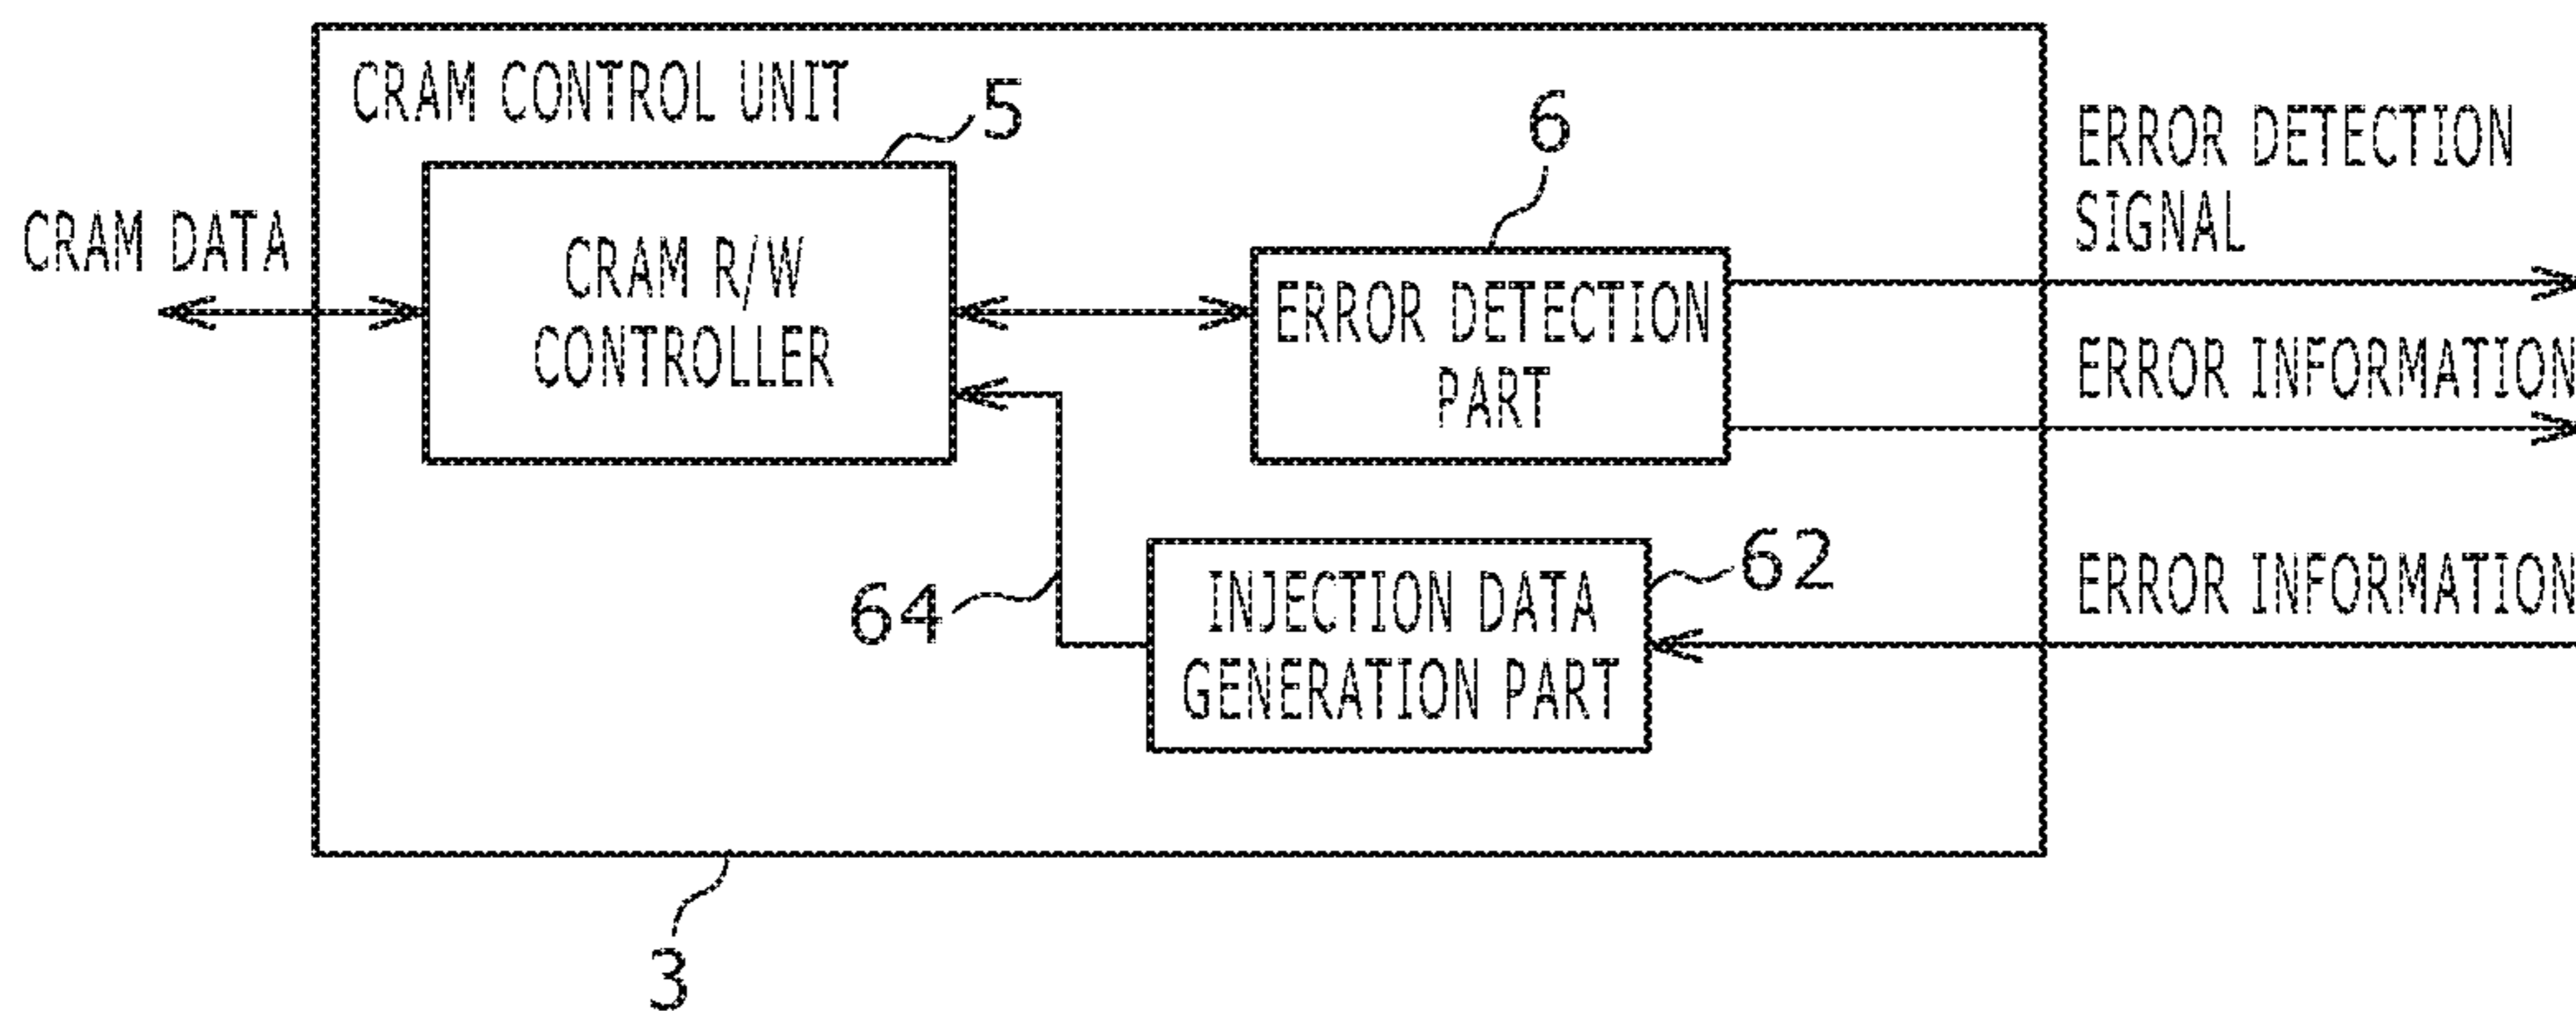 CRAM CONTROL UNIT
5
6
ERROR DETECTION
SIGNAL
CRAM DATA
CRAM R/W
CONTROLLER
ERROR DETECTION
PART
ERROR INFORMATION
64
INJECTION DATA
GENERATION PART
62
ERROR INFORMATION
3